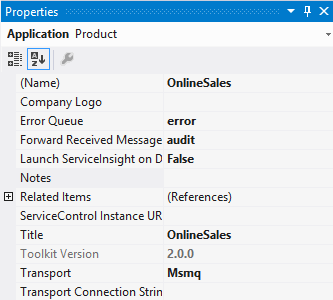 Properties
Application Product
(Name) OnlineSales
Company Logo
Error Queue error
Forward Received Message audit
Launch ServiceInsight on D False
Notes
Related Items (References)
ServiceControl Instance UR
Title OnlineSales
Toolkit Version 2.0.0
Transport Msmq
Transport Connection Strin